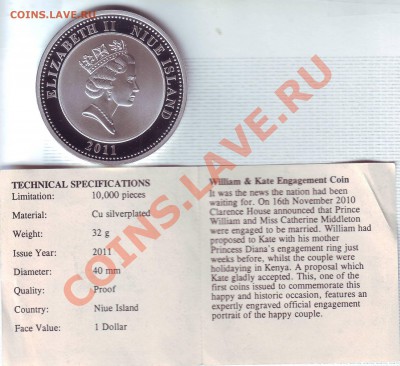 COINS.ЛАВЕ.RU
ELIZABETH II NIUE ISLAND
2011
TECHNICAL SPECIFICATIONS
Limitation: 10,000 pieces
Material: Cu silverplated
Weight: 32 g
Issue Year: 2011
Diameter: 40 mm
Quality: Proof
Country: Niue Island
Face Value: 1 Dollar
William & Kate Engagement Coin
It was the news the nation had been
waiting for. On 16th November 2010
Clarence House announced that Prince
William and Miss Catherine Middleton
were engaged to be married. William had
proposed to Kate with his mother
Princess Diana's engagement ring just
weeks before, whilst the couple were
holidaying in Kenya. A proposal which
Kate gladly accepted. This, one of the
first coins issued to commemorate this
happy and historic occasion, features an
expertly engraved official engagement
portrait of the happy couple.
COINS.ЛАВЕ.РУ